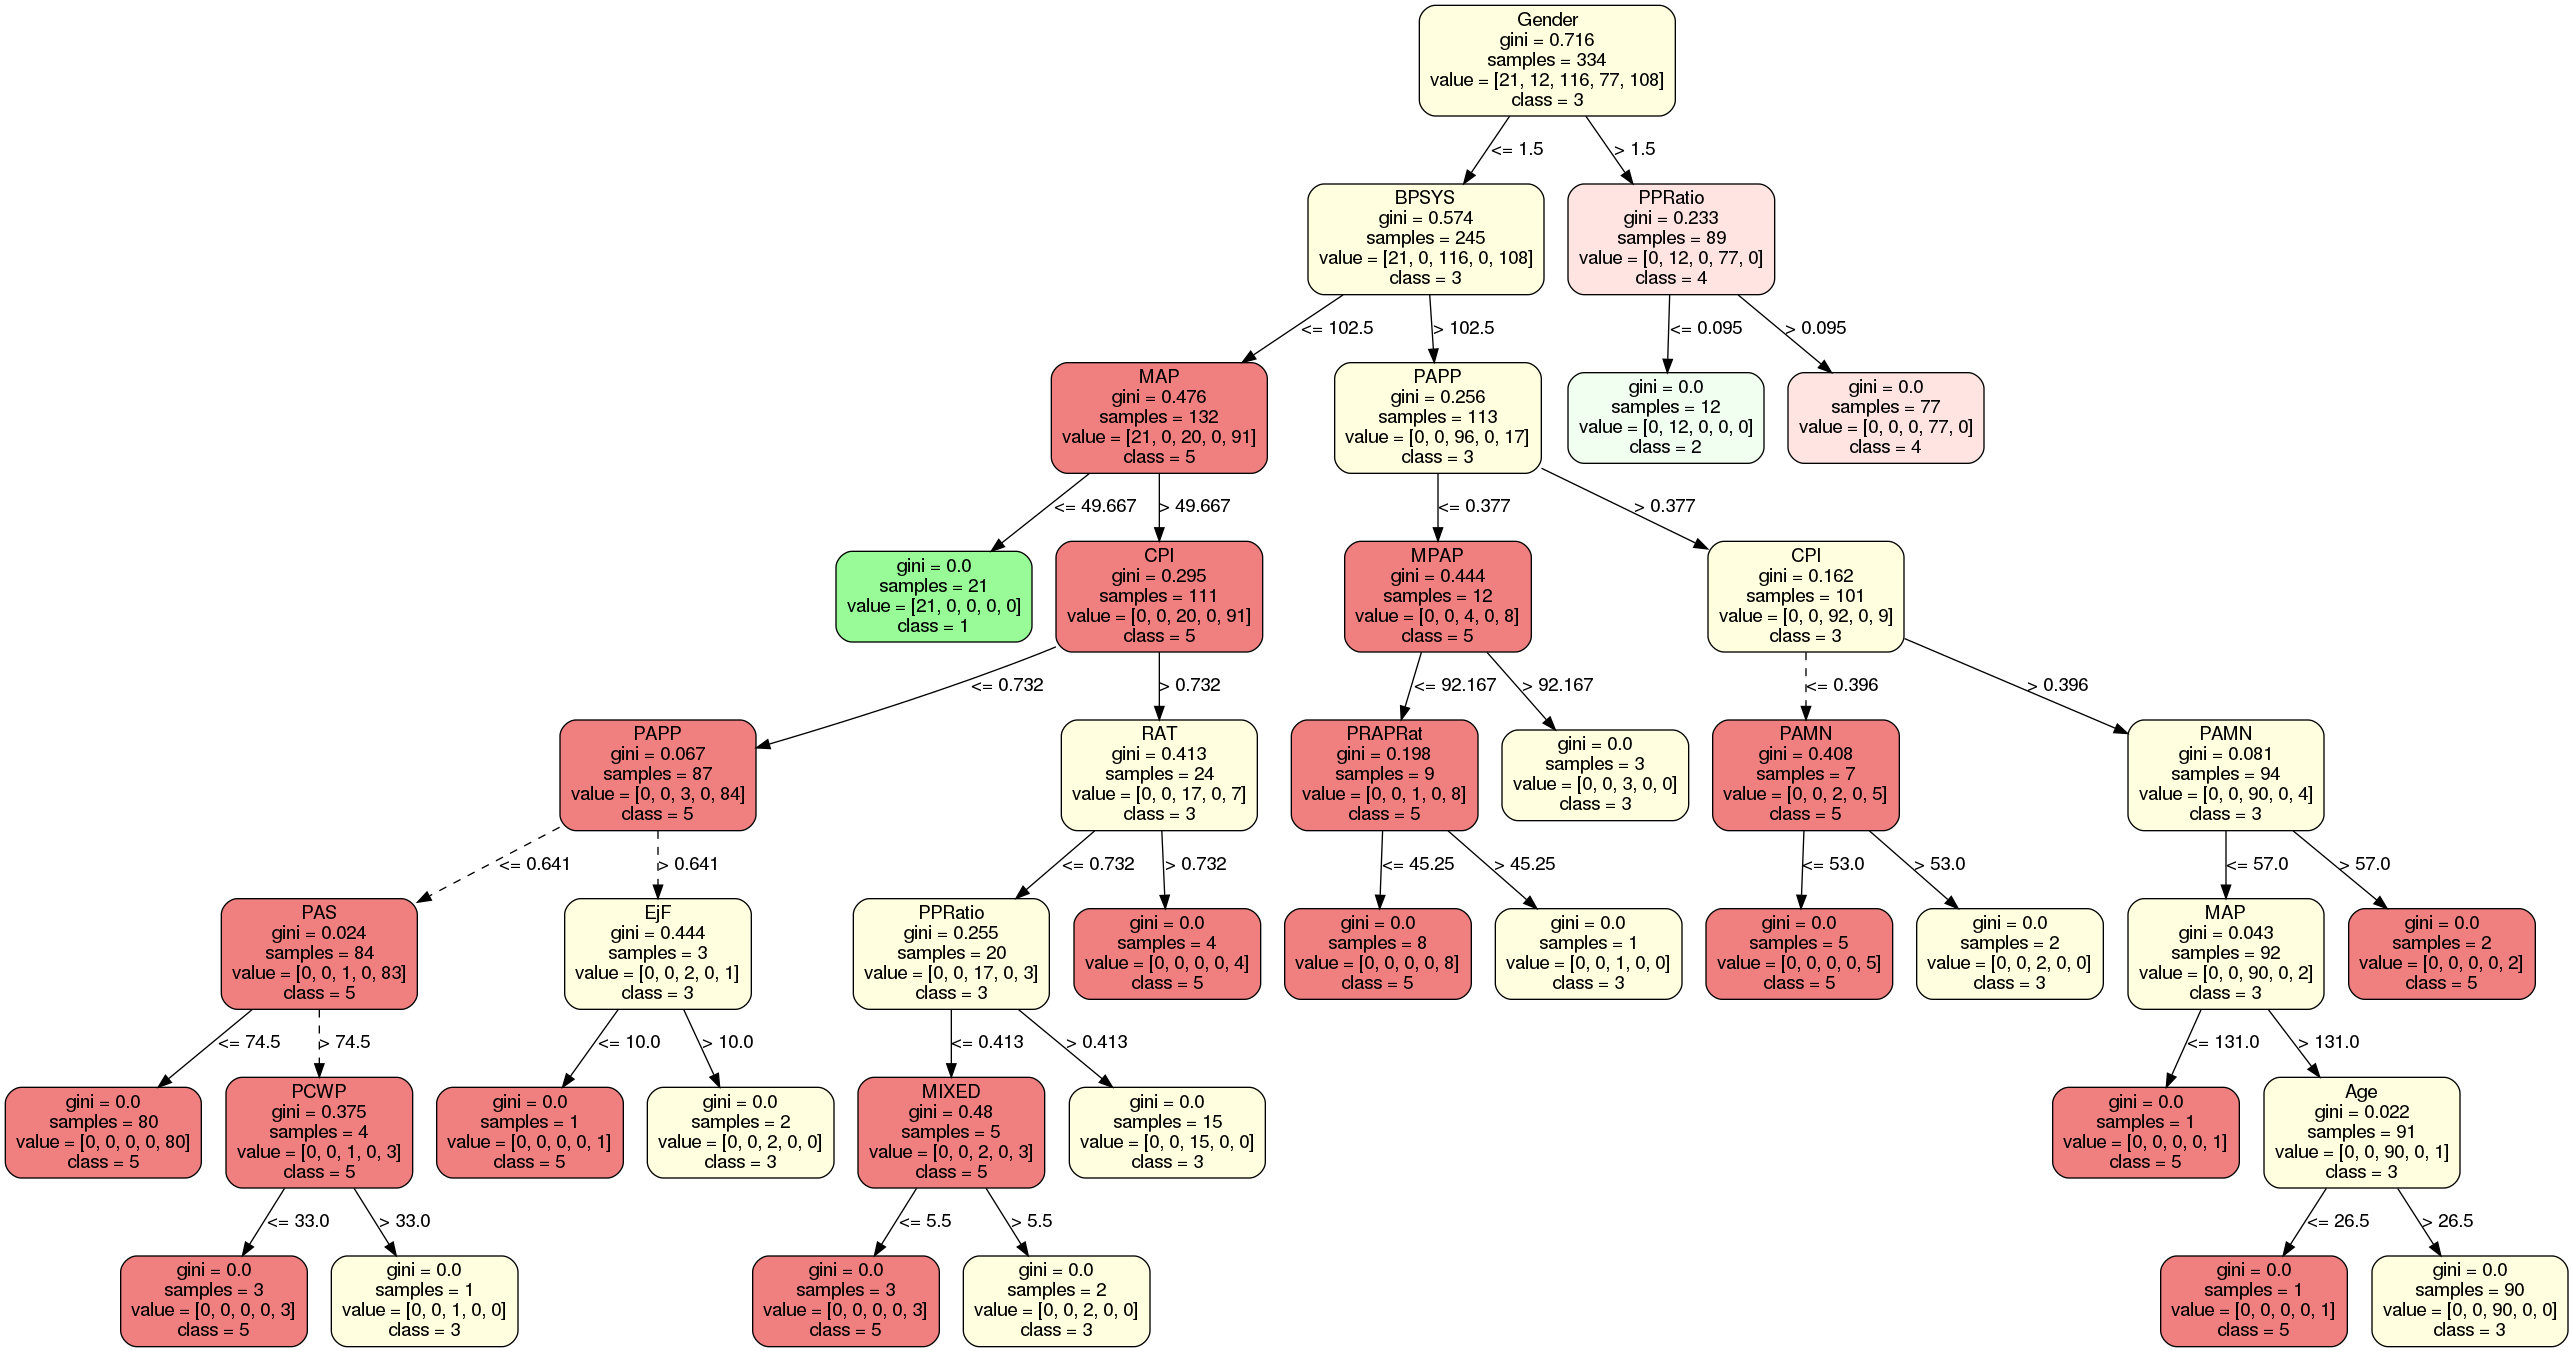 Gender
gini = 0.716
samples = 334
value = [21, 12, 116, 77, 108]
class = 3
<= 1.5
> 1.5
BPSYS
gini = 0.574
samples = 245
value = [21, 0, 116, 0, 108]
class = 3
PPRatio
gini = 0.233
samples = 89
value = [0, 12, 0, 77, 0]
class = 4
<= 102.5
> 102.5
<= 0.095
> 0.095
MAP
gini = 0.476
samples = 132
value = [21, 0, 20, 0, 91]
class = 5
PAPP
gini = 0.256
samples = 113
value = [0, 0, 96, 0, 17]
class = 3
gini = 0.0
samples = 12
value = [0, 12, 0, 0, 0]
class = 2
gini = 0.0
samples = 77
value = [0, 0, 0, 77, 0]
class = 4
<= 49.667
> 49.667
<= 0.377
> 0.377
gini = 0.0
samples = 21
value = [21, 0, 0, 0, 0]
class = 1
CPI
gini = 0.295
samples = 111
value = [0, 0, 20, 0, 91]
class = 5
MPAP
gini = 0.444
samples = 12
value = [0, 0, 4, 0, 8]
class = 5
CPI
gini = 0.162
samples = 101
value = [0, 0, 92, 0, 9]
class = 3
<= 0.732
> 0.732
<= 92.167
> 92.167
<= 0.396
> 0.396
PAPP
gini = 0.067
samples = 87
value = [0, 0, 3, 0, 84]
class = 5
RAT
gini = 0.413
samples = 24
value = [0, 0, 17, 0, 7]
class = 3
PRAPRat
gini = 0.198
samples = 9
value = [0, 0, 1, 0, 8]
class = 5
gini = 0.0
samples = 3
value = [0, 0, 3, 0, 0]
class = 3
PAMN
gini = 0.408
samples = 7
value = [0, 0, 2, 0, 5]
class = 5
PAMN
gini = 0.081
samples = 94
value = [0, 0, 90, 0, 4]
class = 3
<= 0.641
> 0.641
<= 0.732
> 0.732
<= 45.25
> 45.25
<= 53.0
> 53.0
<= 57.0
> 57.0
PAS
gini = 0.024
samples = 84
value = [0, 0, 1, 0, 83]
class = 5
EjF
gini = 0.444
samples = 3
value = [0, 0, 2, 0, 1]
class = 3
PPRatio
gini = 0.255
samples = 20
value = [0, 0, 17, 0, 3]
class = 3
gini = 0.0
samples = 4
value = [0, 0, 0, 0, 4]
class = 5
gini = 0.0
samples = 8
value = [0, 0, 0, 0, 8]
class = 5
gini = 0.0
samples = 1
value = [0, 0, 1, 0, 0]
class = 3
gini = 0.0
samples = 5
value = [0, 0, 0, 0, 5]
class = 5
gini = 0.0
samples = 2
value = [0, 0, 2, 0, 0]
class = 3
MAP
gini = 0.043
samples = 92
value = [0, 0, 90, 0, 2]
class = 3
gini = 0.0
samples = 2
value = [0, 0, 0, 0, 2]
class = 5
<= 74.5
> 74.5
<= 10.0
> 10.0
<= 0.413
> 0.413
<= 131.0
> 131.0
gini = 0.0
samples = 80
value = [0, 0, 0, 0, 80]
class = 5
PCWP
gini = 0.375
samples = 4
value = [0, 0, 1, 0, 3]
class = 5
gini = 0.0
samples = 1
value = [0, 0, 0, 0, 1]
class = 5
gini = 0.0
samples = 2
value = [0, 0, 2, 0, 0]
class = 3
MIXED
gini = 0.48
samples = 5
value = [0, 0, 2, 0, 3]
class = 5
gini = 0.0
samples = 15
value = [0, 0, 15, 0, 0]
class = 3
gini = 0.0
samples = 1
value = [0, 0, 0, 0, 1]
class = 5
Age
gini = 0.022
samples = 91
value = [0, 0, 90, 0, 1]
class = 3
<= 33.0
> 33.0
<= 5.5
> 5.5
<= 26.5
> 26.5
gini = 0.0
samples = 3
value = [0, 0, 0, 0, 3]
class = 5
gini = 0.0
samples = 1
value = [0, 0, 1, 0, 0]
class = 3
gini = 0.0
samples = 3
value = [0, 0, 0, 0, 3]
class = 5
gini = 0.0
samples = 2
value = [0, 0, 2, 0, 0]
class = 3
gini = 0.0
samples = 1
value = [0, 0, 0, 0, 1]
class = 5
gini = 0.0
samples = 90
value = [0, 0, 90, 0, 0]
class = 3